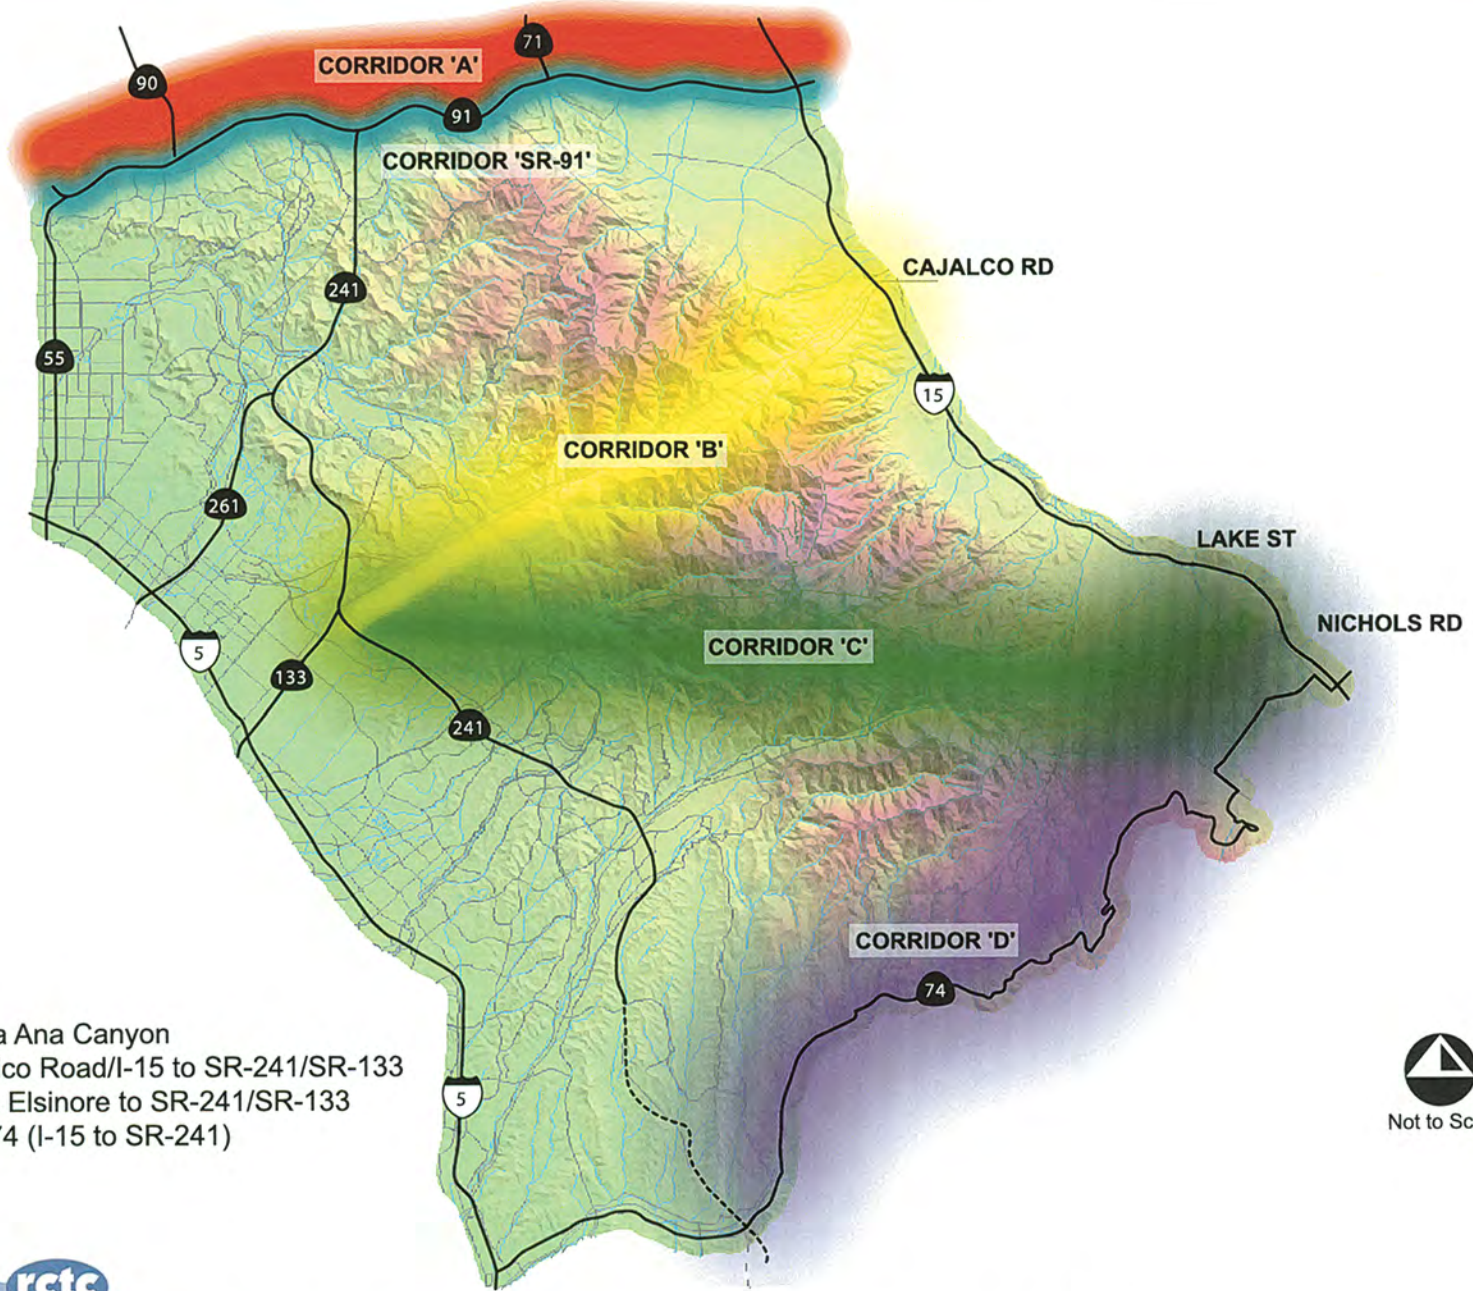 71
CORRIDOR 'A'
90
91
CORRIDOR 'SR-91'
CAJALCO RD
241
55
15
CORRIDOR 'B'
261
LAKE ST
NICHOLS RD
5
CORRIDOR 'C'
133
241
CORRIDOR 'D'
74
a Ana Canyon
co Road/I-15 to SR-241/SR-133
Elsinore to SR-241/SR-133
74 (I-15 to SR-241)
5
Not to Sc
rctc